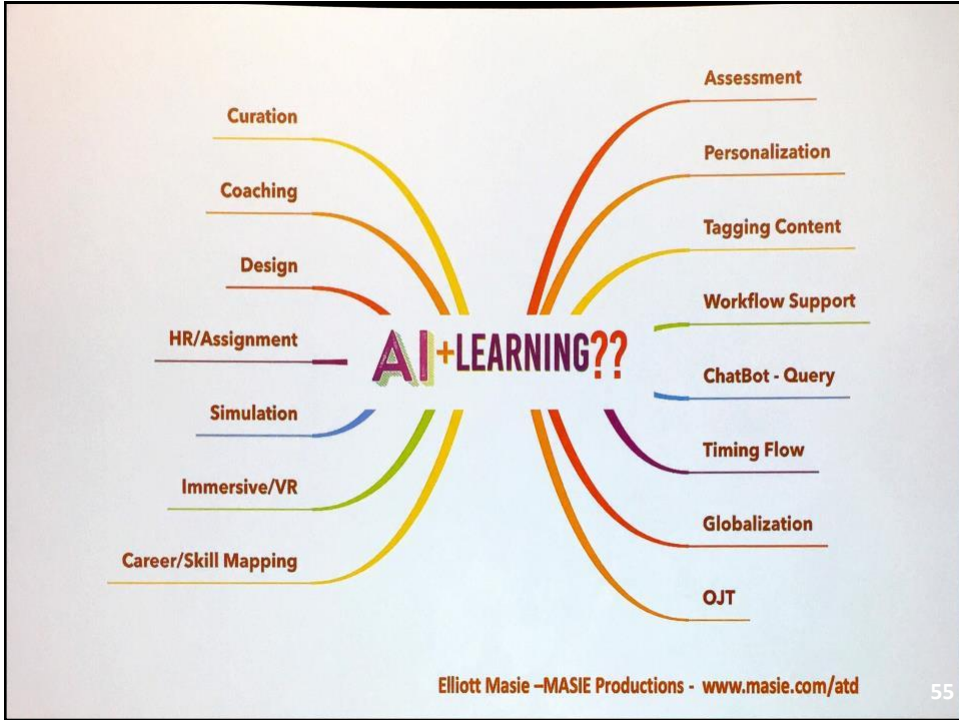 Curation
Coaching
Design
HR/Assignment
Simulation
Immersive/VR
Career/Skill Mapping
AI+LEARNING??
Assessment
Personalization
Tagging Content
Workflow Support
ChatBot - Query
Timing Flow
Globalization
OJT
Elliott Masie –MASIE Productions - www.masie.com/atd
55